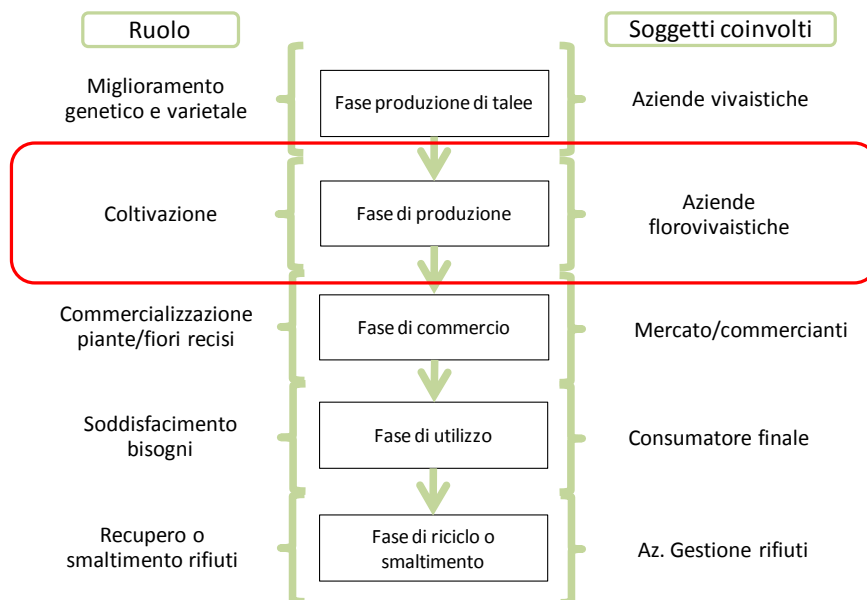 Ruolo
Soggetti coinvolti
Miglioramento
genetico e varietale
Fase produzione di talee
Aziende vivaistiche
Coltivazione
Fase di produzione
Aziende
florovivaistiche
Commercializzazione
piante/fiori recisi
Fase di commercio
Mercato/commercianti
Soddisfacimento
bisogni
Fase di utilizzo
Consumatore finale
Recupero o
smaltimento rifiuti
Fase di riciclo o
smaltimento
Az. Gestione rifiuti